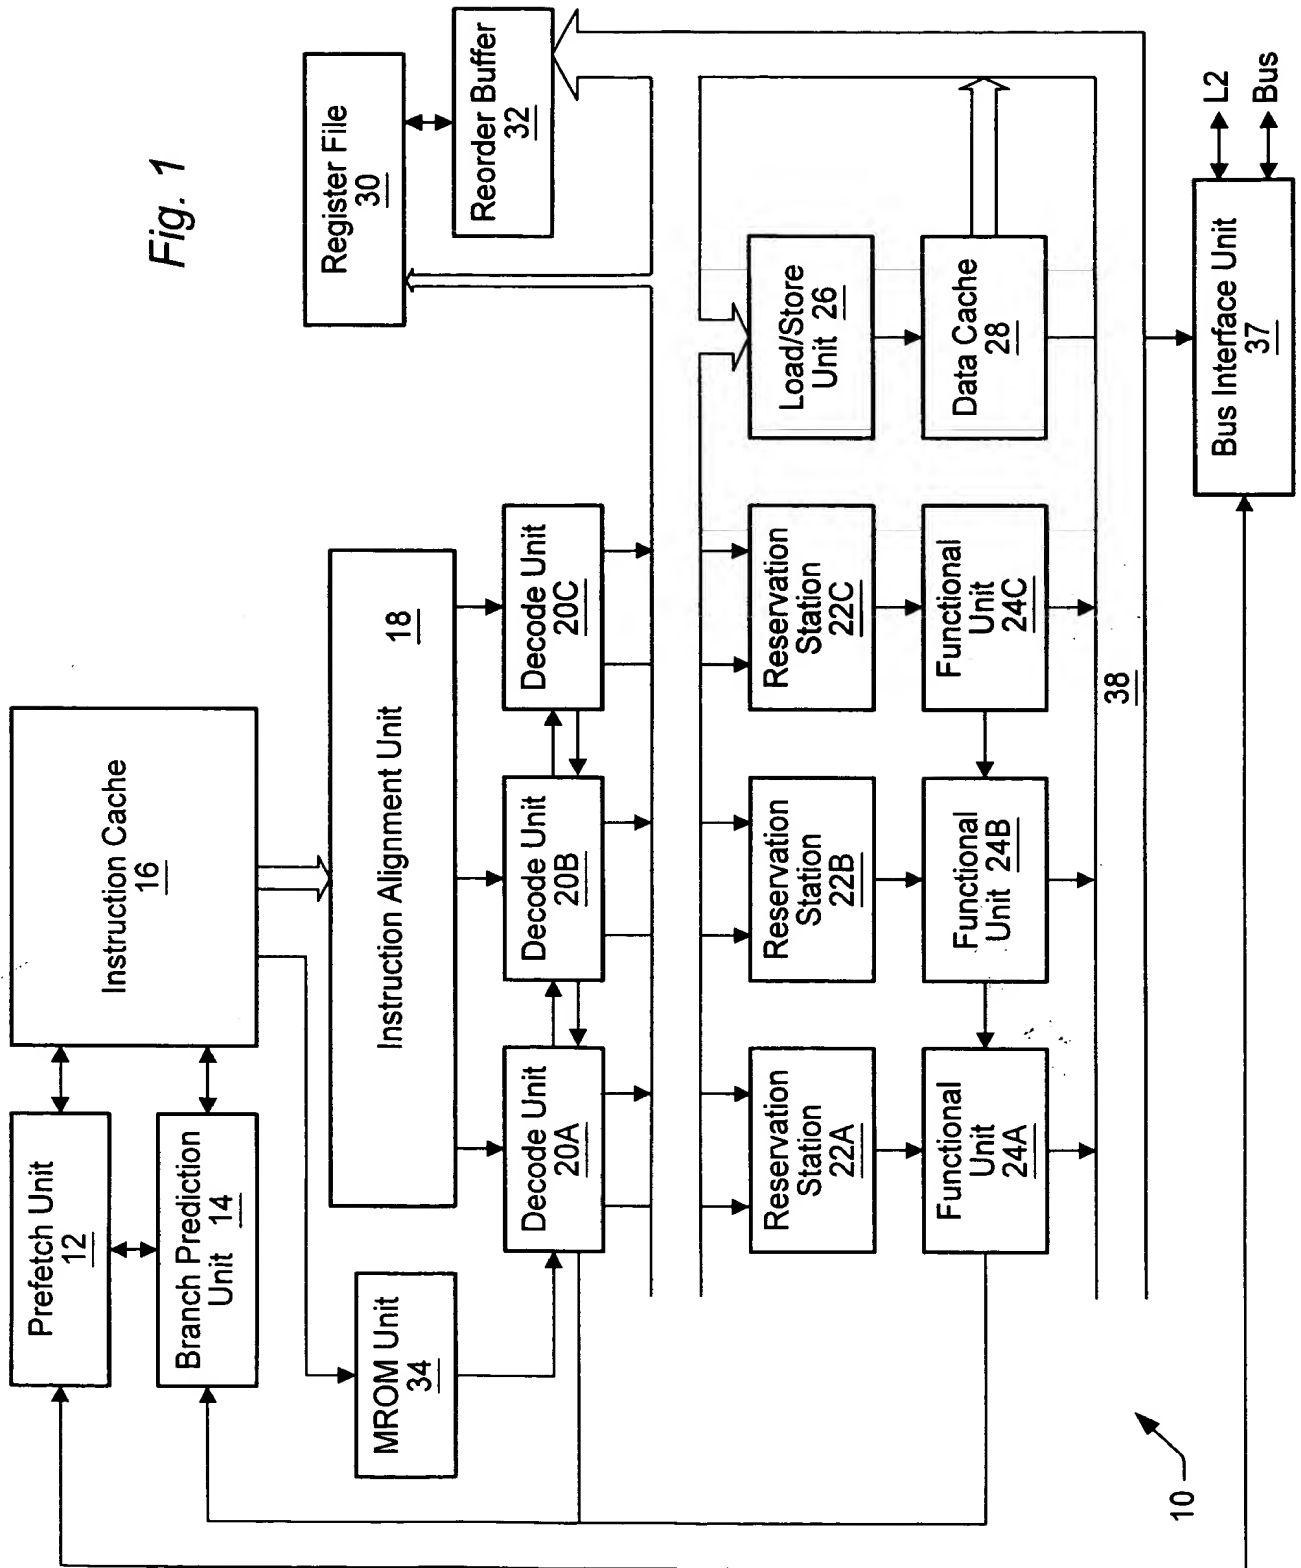 Fig. 1
Prefetch Unit
12
Branch Prediction
Unit 14
Instruction Cache
16
Register File
30
Reorder Buffer
32
MROM Unit
34
Instruction Alignment Unit 18
Decode Unit
20A
Decode Unit
20B
Decode Unit
20C
Reservation
Station
22A
Reservation
Station
22B
Reservation
Station
22C
Load/Store
Unit 26
Functional
Unit
24A
Functional
Unit 24B
Functional
Unit
24C
Data Cache
28
38
10
Bus Interface Unit
37
L2
Bus